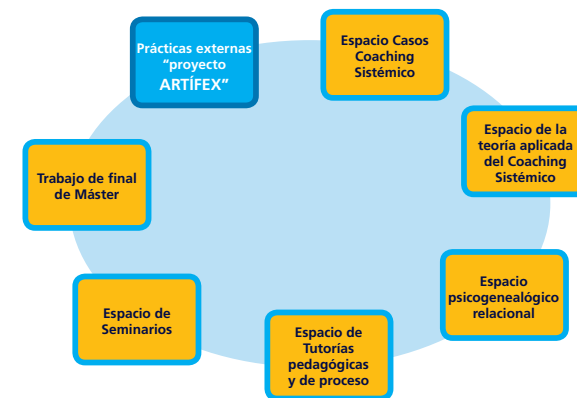 Prácticas externas
“proyecto
ARTÍFEX”
Espacio Casos
Coaching
Sistémico
Espacio de la
teoría aplicada
del Coaching
Sistémico
Espacio
psicogenealógico
relacional
Espacio de
Tutorías
pedagógicas
y de proceso
Espacio de
Seminarios
Trabajo de final
de Máster